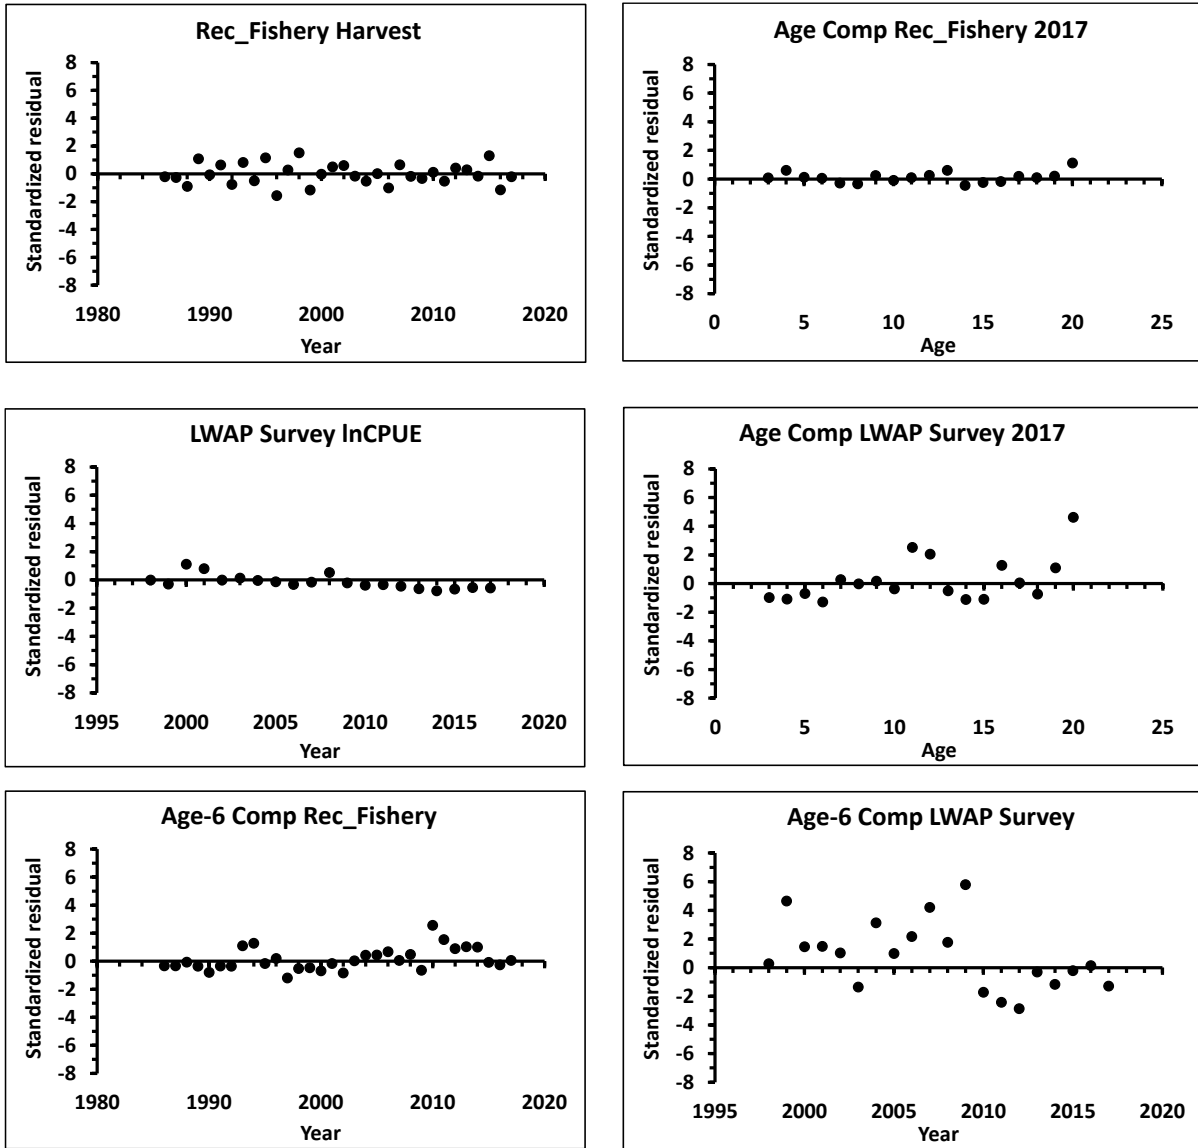 Rec_Fishery Harvest
Standardized residual
8
6
4
2
0
-2
-4
-6
-8
1980 1990 2000 2010 2020
Year
Age Comp Rec_Fishery 2017
Standardized residual
8
6
4
2
0
-2
-4
-6
-8
0 5 10 15 20 25
Age
LWAP Survey lnCPUE
Standardized residual
8
6
4
2
0
-2
-4
-6
-8
1995 2000 2005 2010 2015 2020
Year
Age Comp LWAP Survey 2017
Standardized residual
8
6
4
2
0
-2
-4
-6
-8
0 5 10 15 20 25
Age
Age-6 Comp Rec_Fishery
Standardized residual
8
6
4
2
0
-2
-4
-6
-8
1980 1990 2000 2010 2020
Year
Age-6 Comp LWAP Survey
Standardized residual
8
6
4
2
0
-2
-4
-6
-8
1995 2000 2005 2010 2015 2020
Year